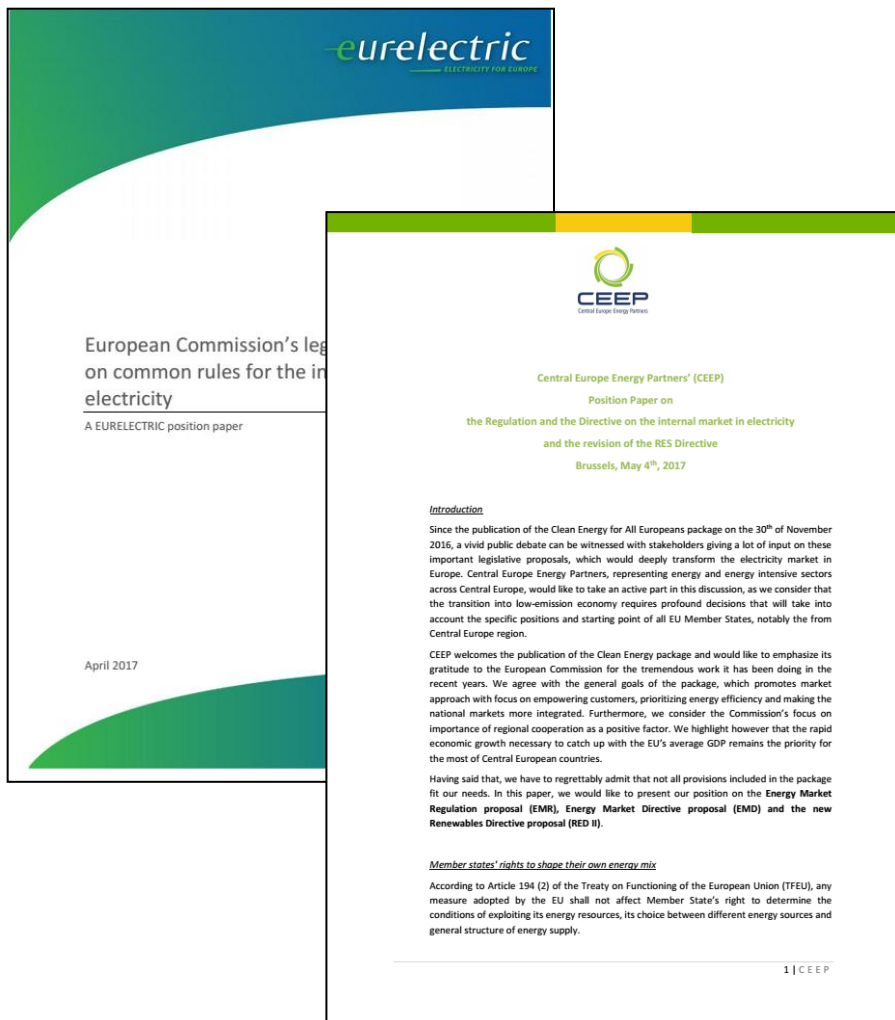 eurelectric
ELECTRICITY FOR EUROPE
European Commission's leg
on common rules for the in
electricity
A EURELECTRIC position paper
April 2017
CEEP
Central Europe Energy Partners
Central Europe Energy Partners' (CEEP)
Position Paper on
the Regulation and the Directive on the internal market in electricity
and the revision of the RES Directive
Brussels, May 4th, 2017
Introduction
Since the publication of the Clean Energy for All Europeans package on the 30th of November
2016, a vivid public debate can be witnessed with stakeholders giving a lot of input on these
important legislative proposals, which would deeply transform the electricity market in
Europe. Central Europe Energy Partners, representing energy and energy intensive sectors
across Central Europe, would like to take an active part in this discussion, as we consider that
the transition into low-emission economy requires profound decisions that will take into
account the specific positions and starting point of all EU Member States, notably the from
Central Europe region.
CEEP welcomes the publication of the Clean Energy package and would like to emphasize its
gratitude to the European Commission for the tremendous work it has been doing in the
recent years. We agree with the general goals of the package, which promotes market
approach with focus on empowering customers, prioritizing energy efficiency and making the
national markets more integrated. Furthermore, we consider the Commission's focus on
importance of regional cooperation as a positive factor. We highlight however that the rapid
economic growth necessary to catch up with the EU's average GDP remains the priority for
the most of Central European countries.
Having said that, we have to regrettably admit that not all provisions included in the package
fit our needs. In this paper, we would like to present our position on the Energy Market
Regulation proposal (EMR), Energy Market Directive proposal (EMD) and the new
Renewables Directive proposal (RED II).
Member states' rights to shape their own energy mix
According to Article 194 (2) of the Treaty on Functioning of the European Union (TFEU), any
measure adopted by the EU shall not affect Member State's right to determine the
conditions of exploiting its energy resources, its choice between different energy sources and
general structure of energy supply.
1 | C E E P